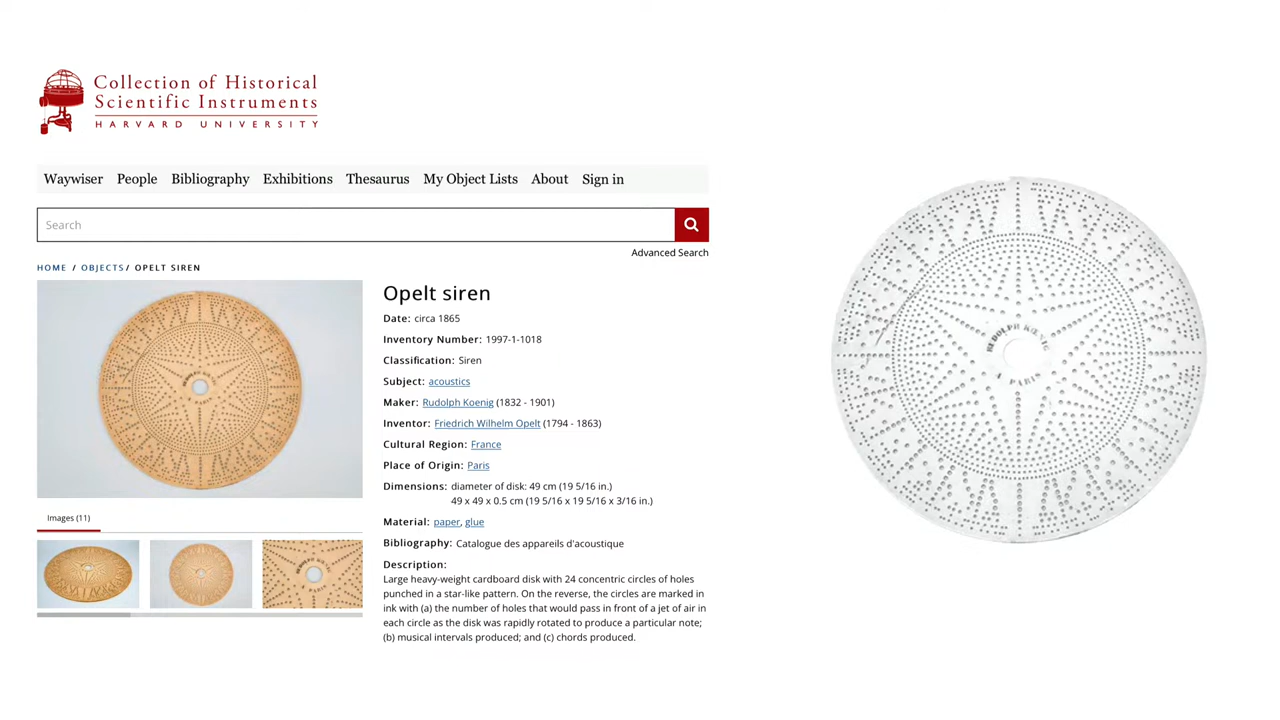 Collection of Historical
Scientific Instruments
HARVARD UNIVERSITY
Waywiser People Bibliography Exhibitions Thesaurus My Object Lists About Sign in
Search
Advanced Search
HOME / OBJECTS / OPELT SIREN
Opelt siren
Date: circa 1865
Inventory Number: 1997-1-1018
Classification: Siren
Subject: acoustics
Maker: Rudolph Koenig (1832 - 1901)
Inventor: Friedrich Wilhelm Opelt (1794 - 1863)
Cultural Region: France
Place of Origin: Paris
Dimensions: diameter of disk: 49 cm (19 5/16 in.)
49 x 49 x 0.5 cm (19 5/16 x 19 5/16 x 3/16 in.)
Material: paper, glue
Bibliography: Catalogue des appareils d'acoustique
Description:
Large heavy-weight cardboard disk with 24 concentric circles of holes
punched in a star-like pattern. On the reverse, the circles are marked in
ink with (a) the number of holes that would pass in front of a jet of air in
each circle as the disk was rapidly rotated to produce a particular note;
(b) musical intervals produced; and (c) chords produced.
Images (11)
RUDOLPH KOENIG
À PARIS